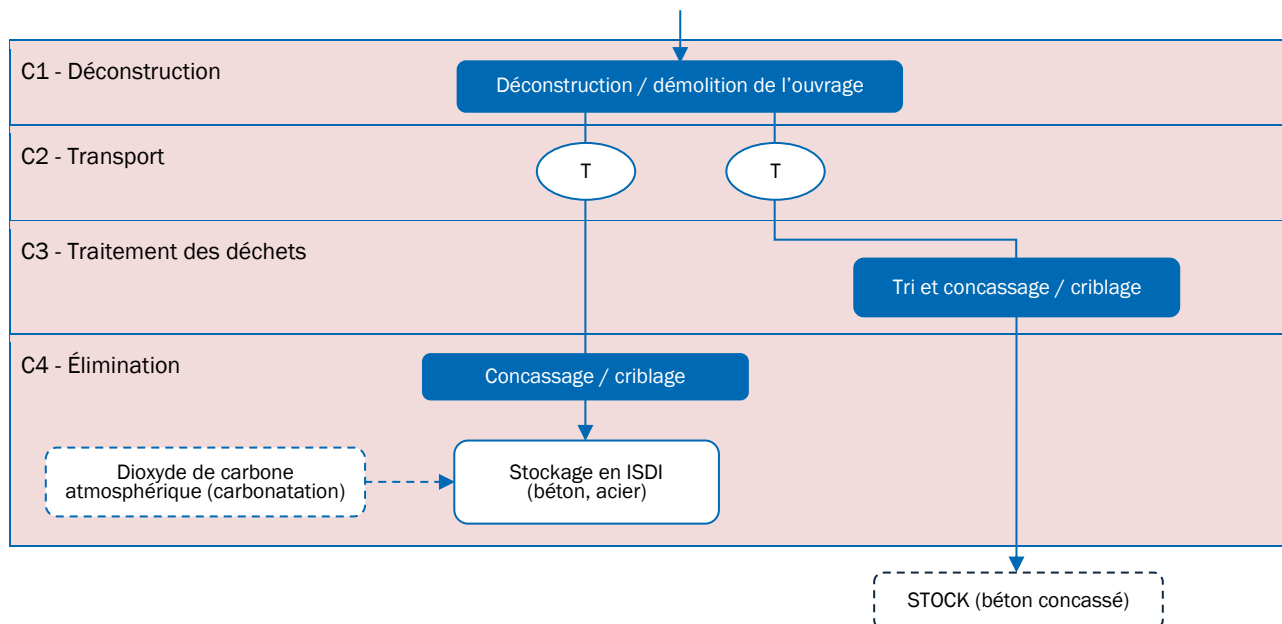 C1 - Déconstruction
Déconstruction / démolition de l'ouvrage
C2 - Transport
T
T
C3 - Traitement des déchets
Tri et concassage / criblage
C4 - Élimination
Concassage / criblage
Dioxyde de carbone
atmosphérique (carbonatation)
Stockage en ISDI
(béton, acier)
STOCK (béton concassé)